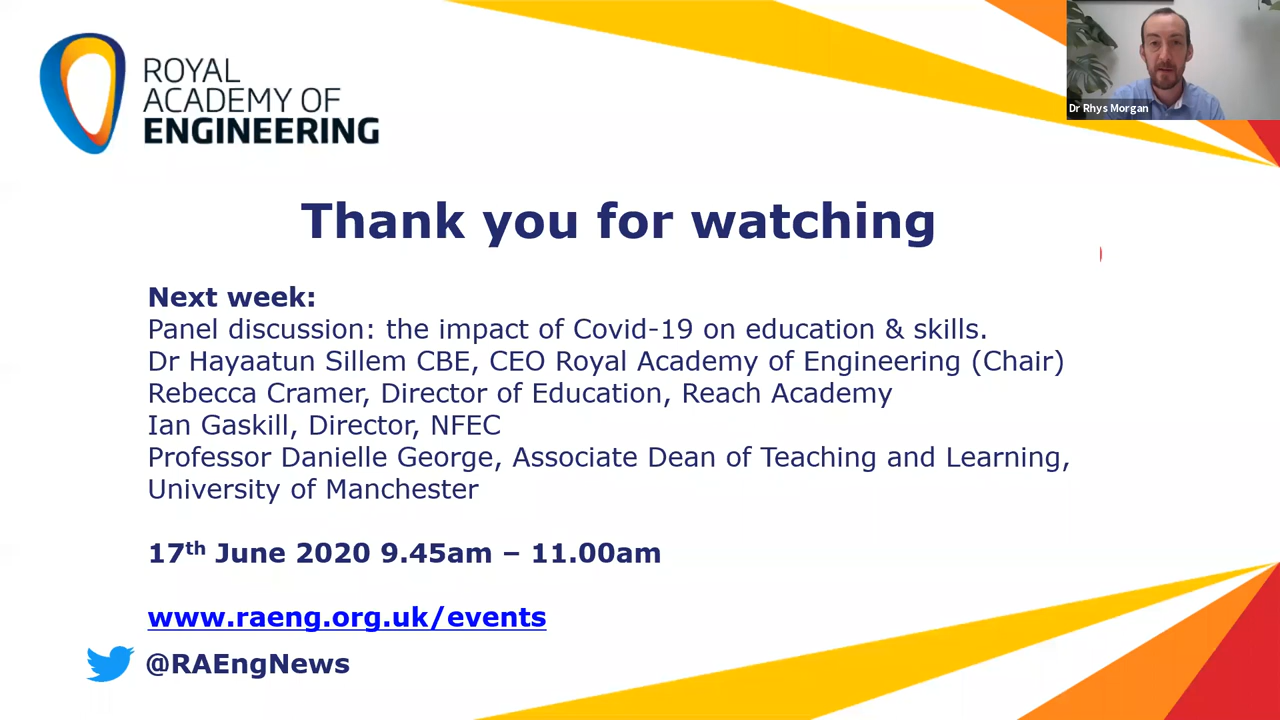 ROYAL
ACADEMY OF
ENGINEERING
Dr Rhys Morgan
Thank you for watching
Next week:
Panel discussion: the impact of Covid-19 on education & skills.
Dr Hayaatun Sillem CBE, CEO Royal Academy of Engineering (Chair)
Rebecca Cramer, Director of Education, Reach Academy
Ian Gaskill, Director, NFEC
Professor Danielle George, Associate Dean of Teaching and Learning,
University of Manchester
17th June 2020 9.45am – 11.00am
www.raeng.org.uk/events
@RAEngNews